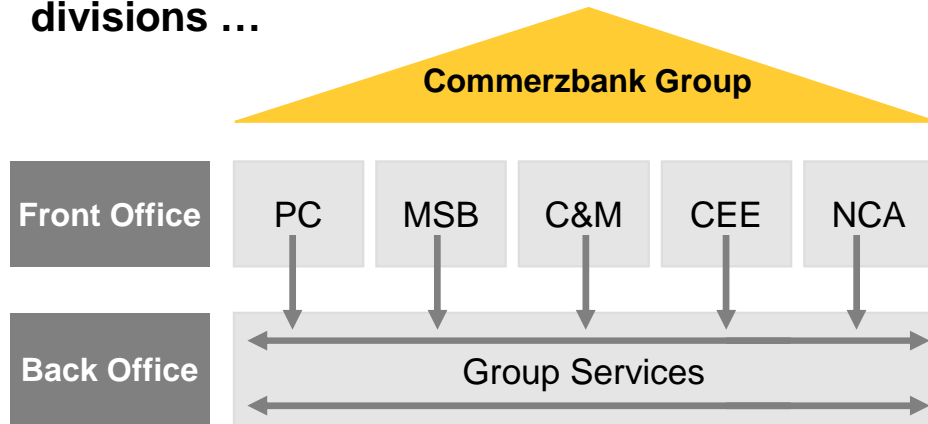 divisions …
Commerzbank Group
Front Office PC MSB C&M CEE NCA
Back Office Group Services